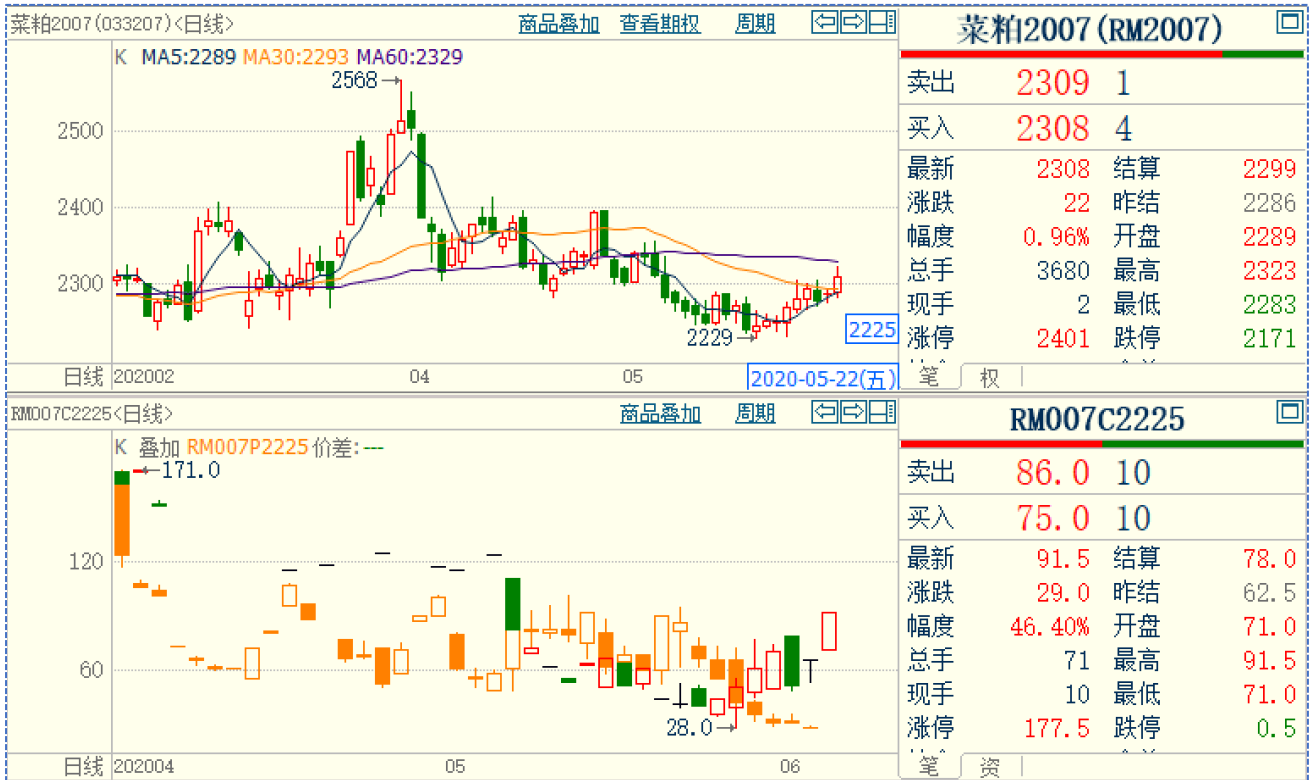 菜粕2007(033207)<日线> 商品叠加 查看期权 周期
K MA5:2289 MA30:2293 MA60:2329
2568
2500
2400
2300
2229
2225
日线 202002 04 05 2020-05-22(五)
菜粕2007(RM2007)
卖出 2309 1
买入 2308 4
最新 2308 结算 2299
涨跌 22 昨结 2286
幅度 0.96% 开盘 2289
总手 3680 最高 2323
现手 2 最低 2283
涨停 2401 跌停 2171
笔 权
RM007C2225<日线> 商品叠加 周期
K 叠加 RM007P2225 价差:---
171.0
120
60
28.0
日线 202004 05 06
RM007C2225
卖出 86.0 10
买入 75.0 10
最新 91.5 结算 78.0
涨跌 29.0 昨结 62.5
幅度 46.40% 开盘 71.0
总手 71 最高 91.5
现手 10 最低 71.0
涨停 177.5 跌停 0.5
笔 资